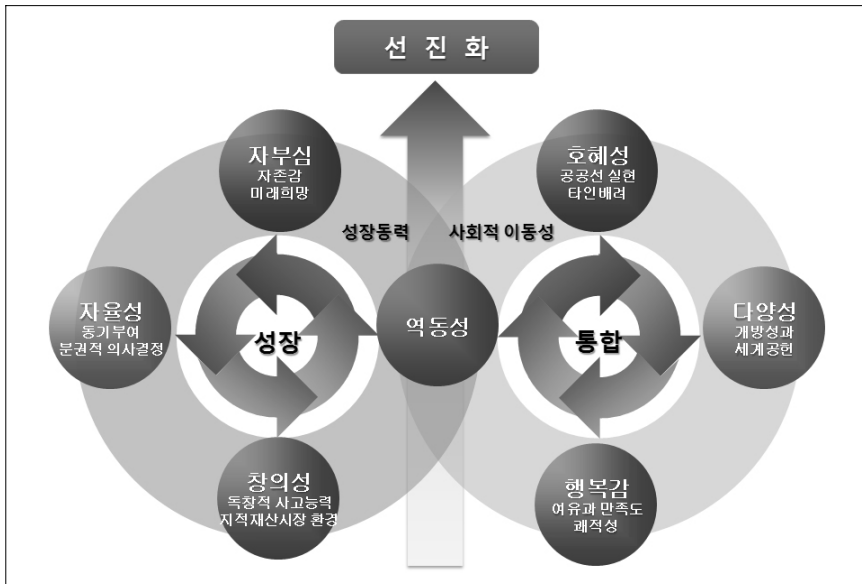 선 진 화
자부심
자존감
미래희망
호혜성
공공선 실현
타인배려
성장동력
사회적 이동성
자율성
동기부여
분권적 의사결정
성장
역동성
통합
다양성
개방성과
세계공헌
창의성
독창적 사고능력
지적재산시장 환경
행복감
여유과 만족도
쾌적성